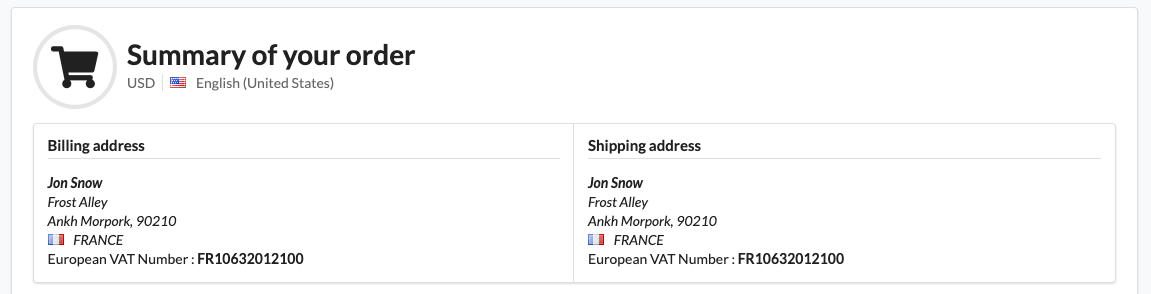 Summary of your order
USD English (United States)
Billing address
Jon Snow
Frost Alley
Ankh Morpork, 90210
FRANCE
European VAT Number : FR10632012100
Shipping address
Jon Snow
Frost Alley
Ankh Morpork, 90210
FRANCE
European VAT Number : FR10632012100